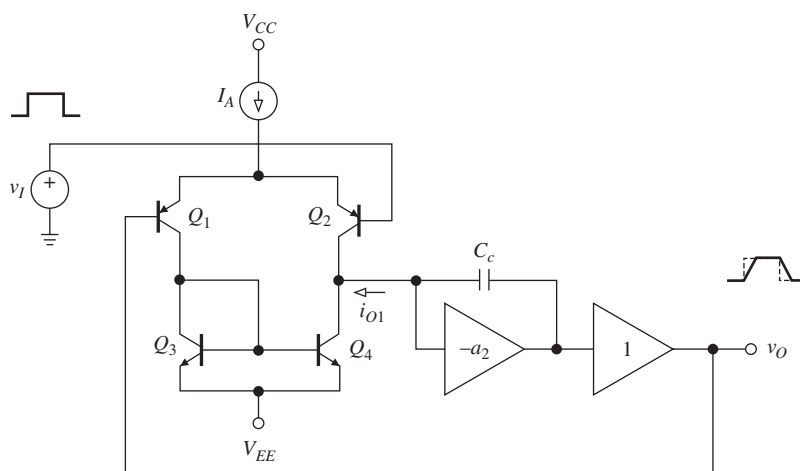 V_CC
I_A
v_I
+
Q_1
Q_2
C_c
i_O1
Q_3
Q_4
–a_2
1
v_O
V_EE